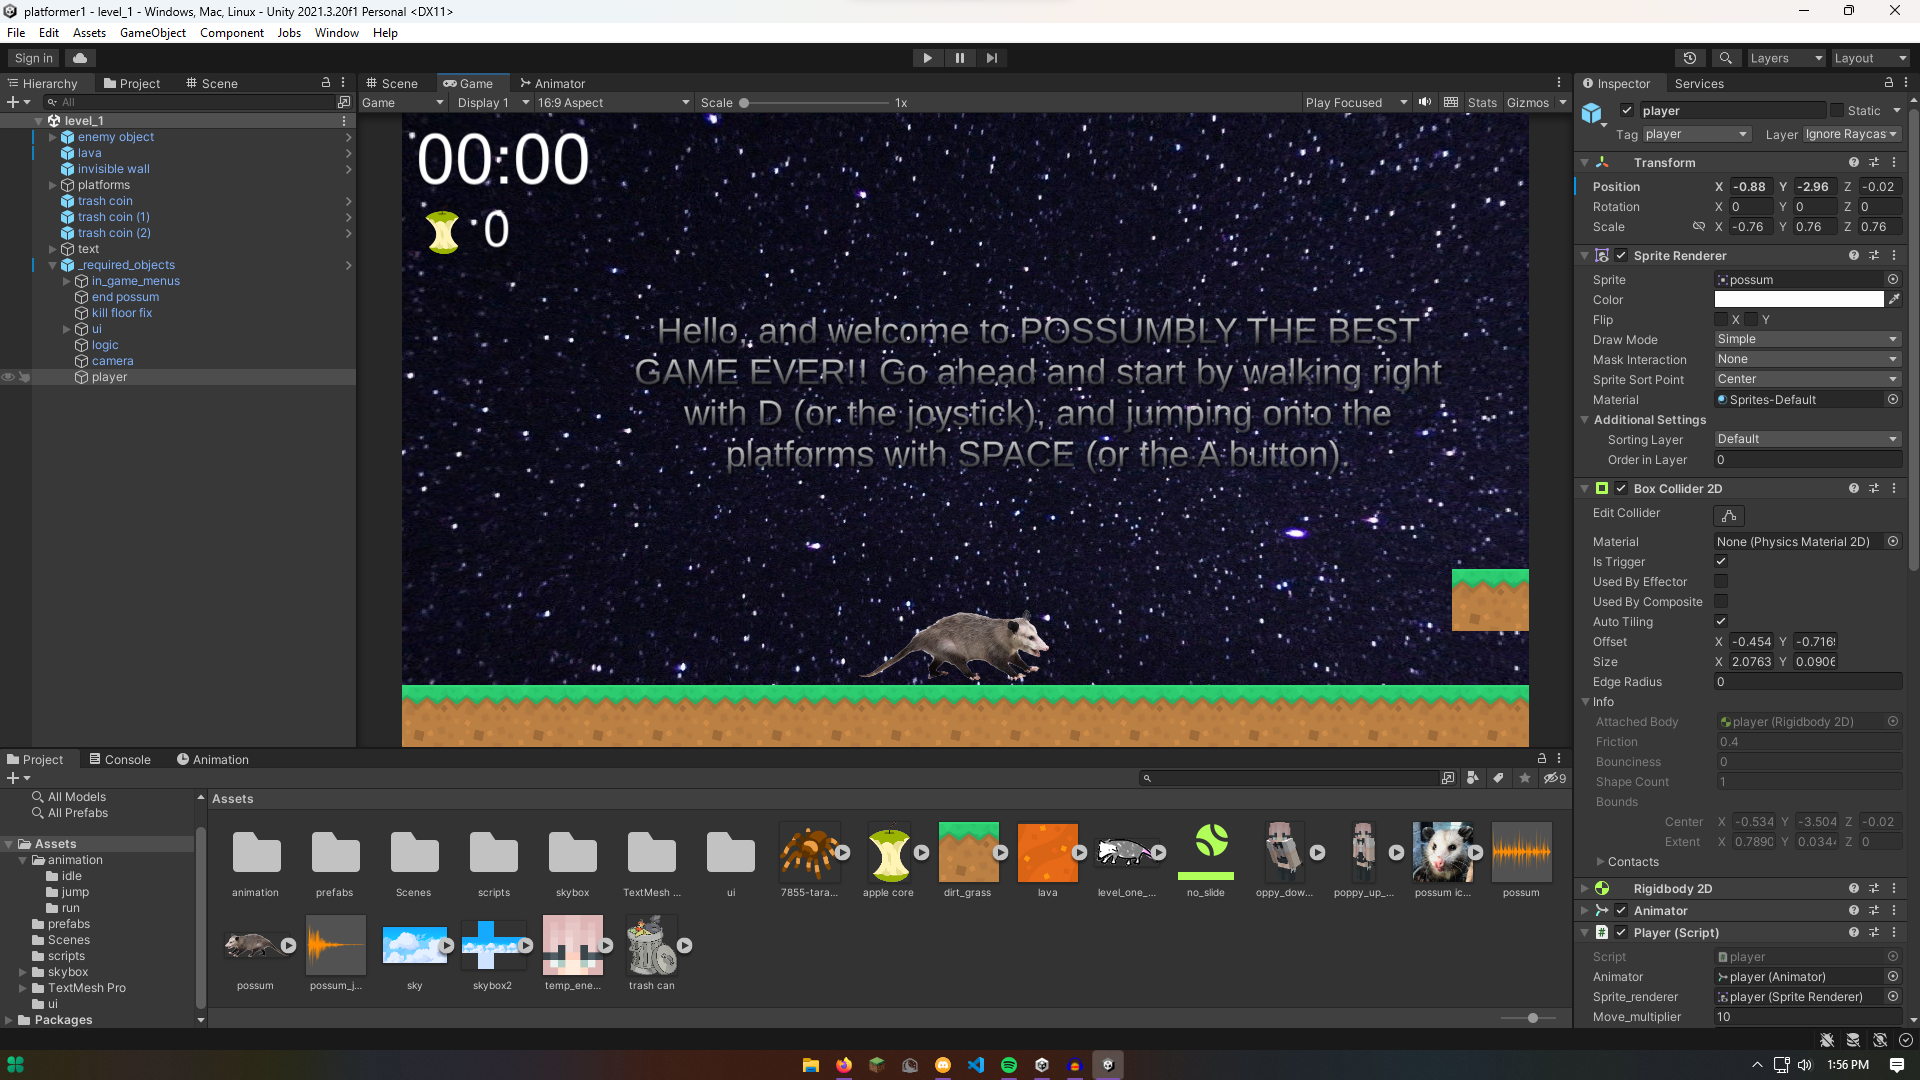 platformer1 - level_1 - Windows, Mac, Linux - Unity 2021.3.20f1 Personal <DX11>
File Edit Assets GameObject Component Jobs Window Help
Sign in
Layers
Layout
Hierarchy Project Scene
All
level_1
enemy object
lava
invisible wall
platforms
trash coin
trash coin (1)
trash coin (2)
text
_required_objects
in_game_menus
end possum
kill floor fix
ui
logic
camera
player
Scene Game Animator
Game Display 1 16:9 Aspect Scale 1x Play Focused Stats Gizmos
00:00
0
Hello, and welcome to POSSUMBLY THE BEST
GAME EVER!! Go ahead and start by walking right
with D (or the joystick), and jumping onto the
platforms with SPACE (or the A button).
Inspector Services
player Static
Tag player Layer Ignore Raycas
Transform
Position X -0.88 Y -2.96 Z -0.02
Rotation X 0 Y 0 Z 0
Scale X -0.76 Y 0.76 Z 0.76
Sprite Renderer
Sprite possum
Color
Flip X Y
Draw Mode Simple
Mask Interaction None
Sprite Sort Point Center
Material Sprites-Default
Additional Settings
Sorting Layer Default
Order in Layer 0
Box Collider 2D
Edit Collider
Material None (Physics Material 2D)
Is Trigger
Used By Effector
Used By Composite
Auto Tiling
Offset X -0.454 Y -0.716
Size X 2.0763 Y 0.0906
Edge Radius 0
Info
Attached Body player (Rigidbody 2D)
Friction 0.4
Bounciness 0
Shape Count 1
Bounds
Center X -0.534 Y -3.504 Z -0.02
Extent X 0.7890 Y 0.0344 Z 0
Contacts
Rigidbody 2D
Animator
Player (Script)
Script player
Animator player (Animator)
Sprite_renderer player (Sprite Renderer)
Move_multiplier 10
Project Console Animation
9
All Models
All Prefabs
Assets
animation
idle
jump
run
prefabs
Scenes
scripts
skybox
TextMesh Pro
ui
Packages
Assets
animation prefabs Scenes scripts skybox TextMesh ... ui 7855-tara... apple core dirt_grass lava level_one_... no_slide oppy_dow... poppy_up_... possum ic... possum
possum possum_j... sky skybox2 temp_ene... trash can
1:56 PM